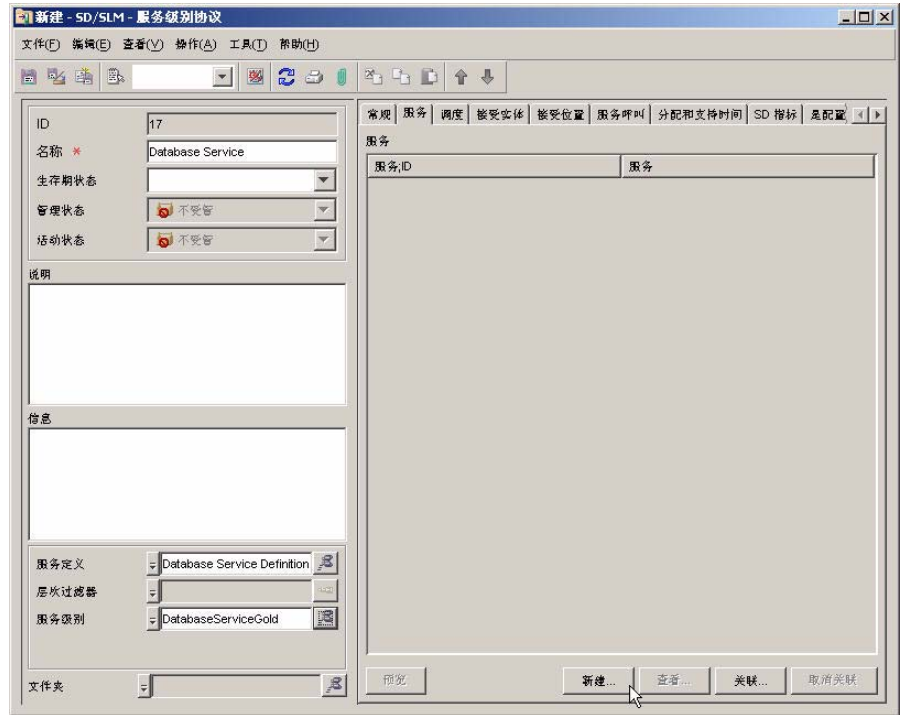 新建 - SD/SLM - 服务级别协议
文件(F) 编辑(E) 查看(V) 操作(A) 工具(T) 帮助(H)
ID 17
名称 * Database Service
生存期状态
管理状态 不受管
活动状态 不受管
说明
信息
服务定义 Database Service Definition
层次过滤器
服务级别 DatabaseServiceGold
文件夹
常规 服务 调度 接受实体 接受位置 服务呼叫 分配和支持时间 SD 指标 是配置
服务
服务;ID 服务
预览 新建... 查看... 关联... 取消关联